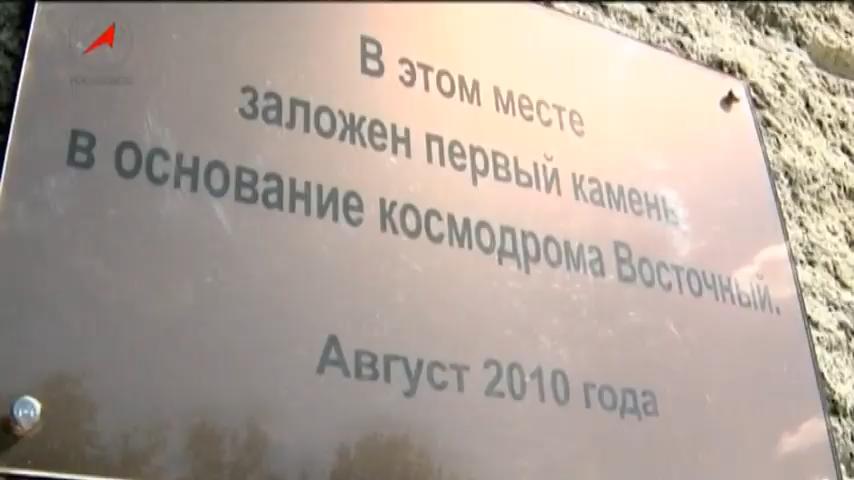 В этом месте
заложен первый камень
в основание космодрома Восточный.
Август 2010 года